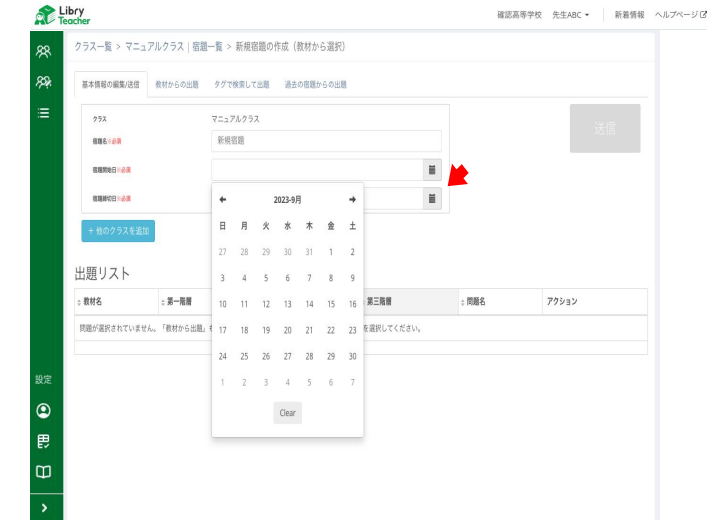 Libry Teacher
確認高等学校 先生ABC 新着情報 ヘルプページ
クラス一覧 > マニュアルクラス | 宿題一覧 > 新規宿題の作成（教材から選択）
基本情報の編集/送信 教材からの出題 タグで検索して出題 過去の宿題からの出題
クラス マニュアルクラス
送信
宿題名※必須 新規宿題
宿題開始日※必須
宿題締切日※必須
2023-9月
日 月 火 水 木 金 土
+ 他のクラスを追加
27 28 29 30 31 1 2
3 4 5 6 7 8 9
出題リスト
教材名 第一階層 第三階層 問題名 アクション
10 11 12 13 14 15 16
問題が選択されていません。「教材から出題」 を選択してください。
17 18 19 20 21 22 23
24 25 26 27 28 29 30
設定
1 2 3 4 5 6 7
Clear